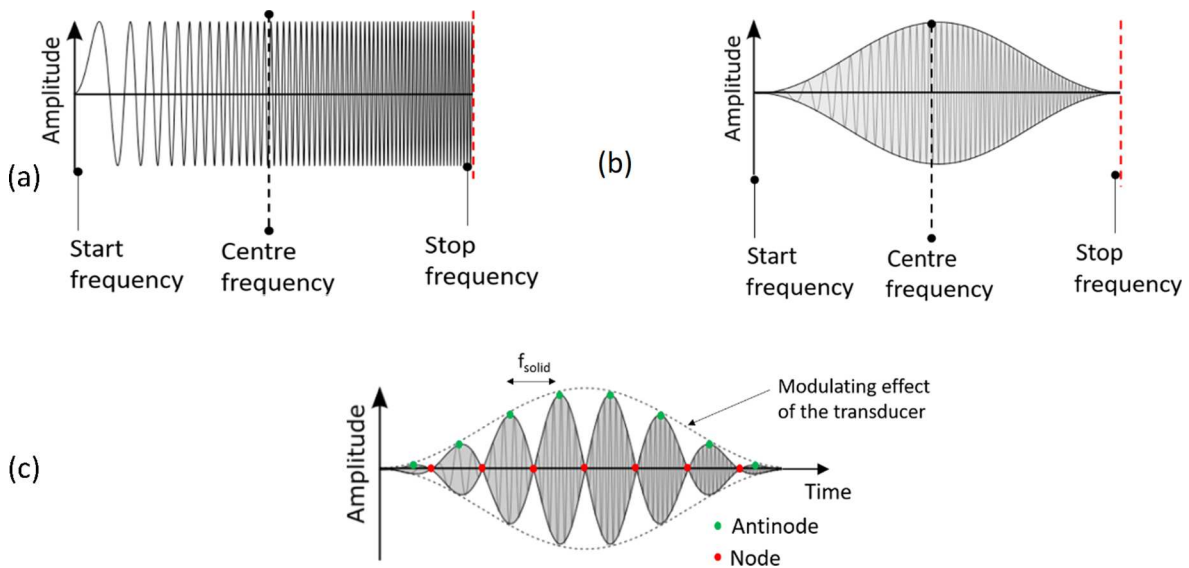 Amplitude
(a)
Start
frequency
Centre
frequency
Stop
frequency
Amplitude
(b)
Start
frequency
Centre
frequency
Stop
frequency
(c)
Amplitude
fsolid
Modulating effect
of the transducer
Time
Antinode
Node